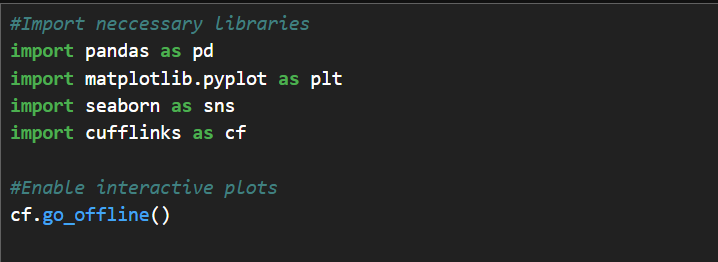 #Import neccessary libraries
import pandas as pd
import matplotlib.pyplot as plt
import seaborn as sns
import cufflinks as cf
#Enable interactive plots
cf.go_offline()